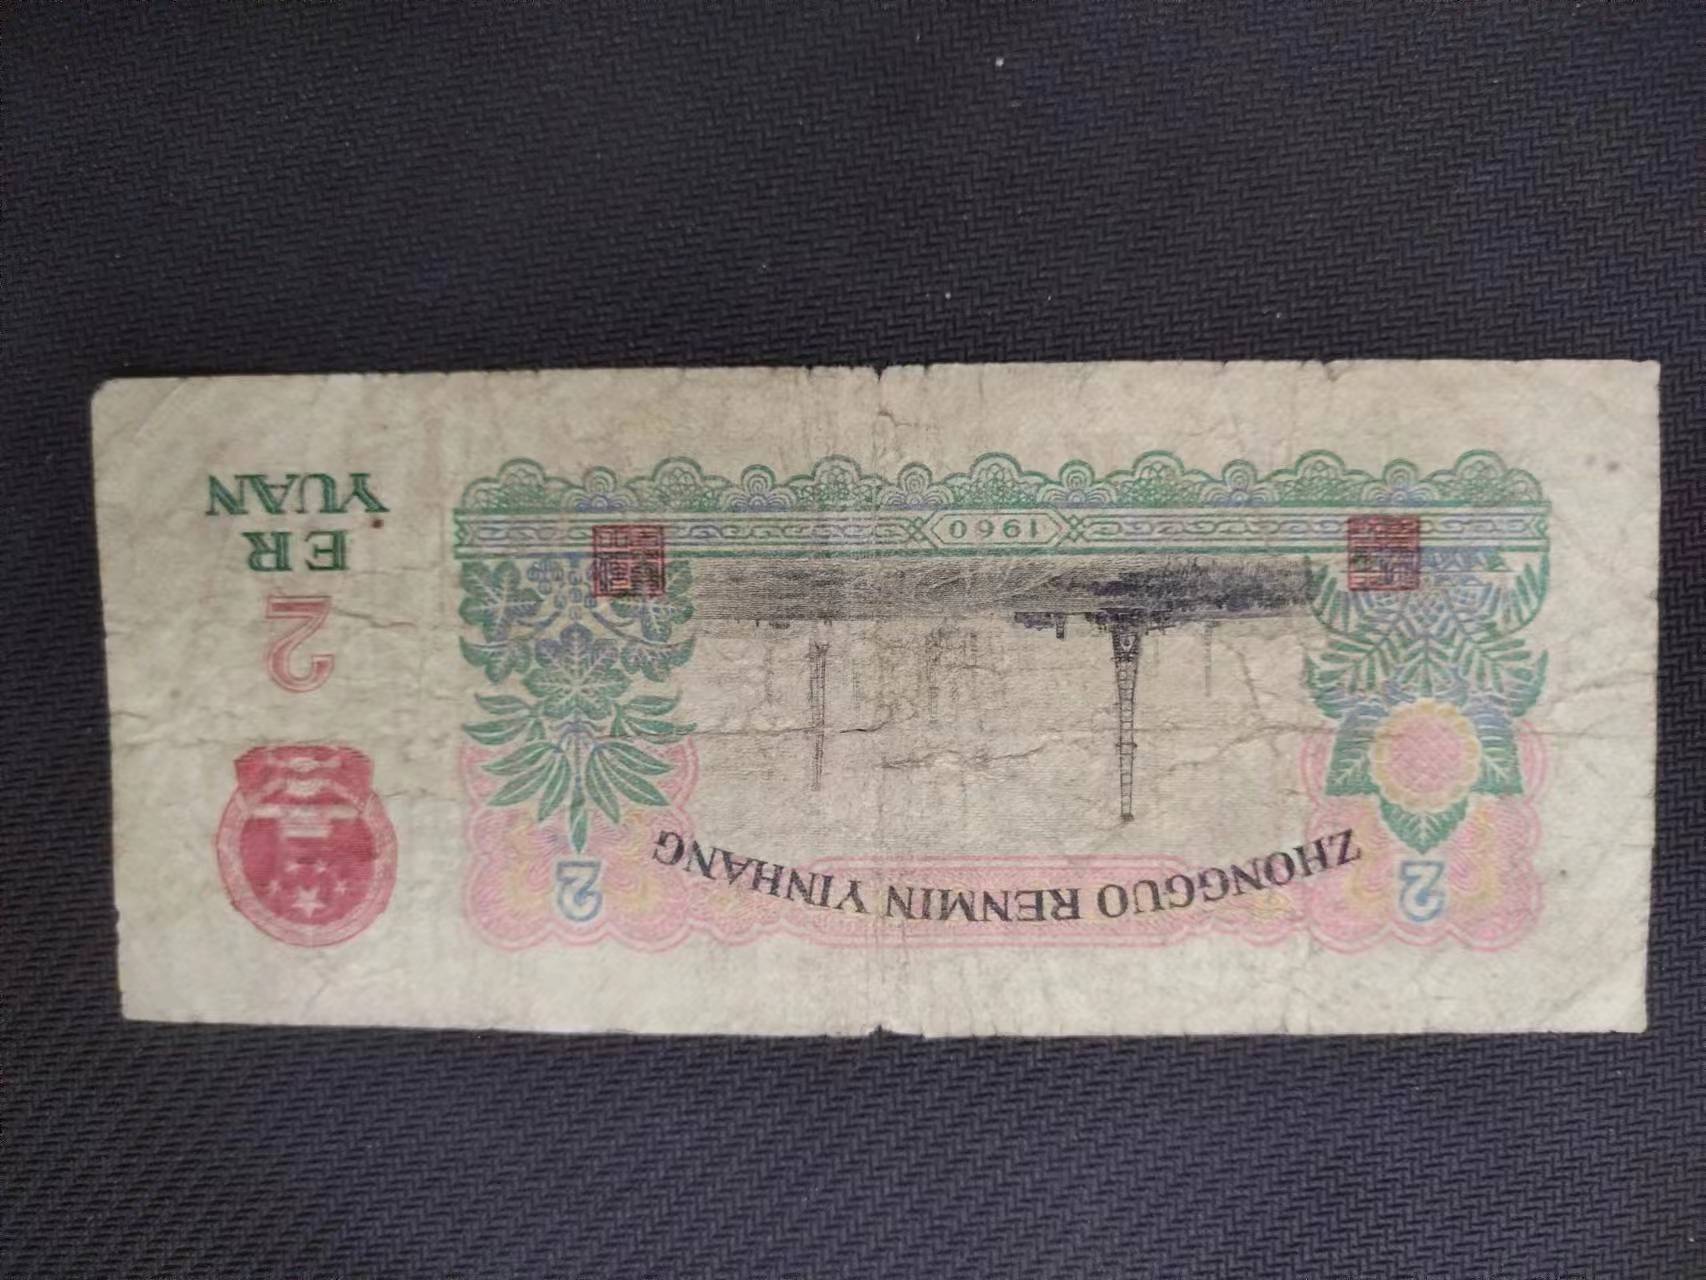 ZHONGGUO RENMIN YINHANG
2
2
2
ER
YUAN
1960